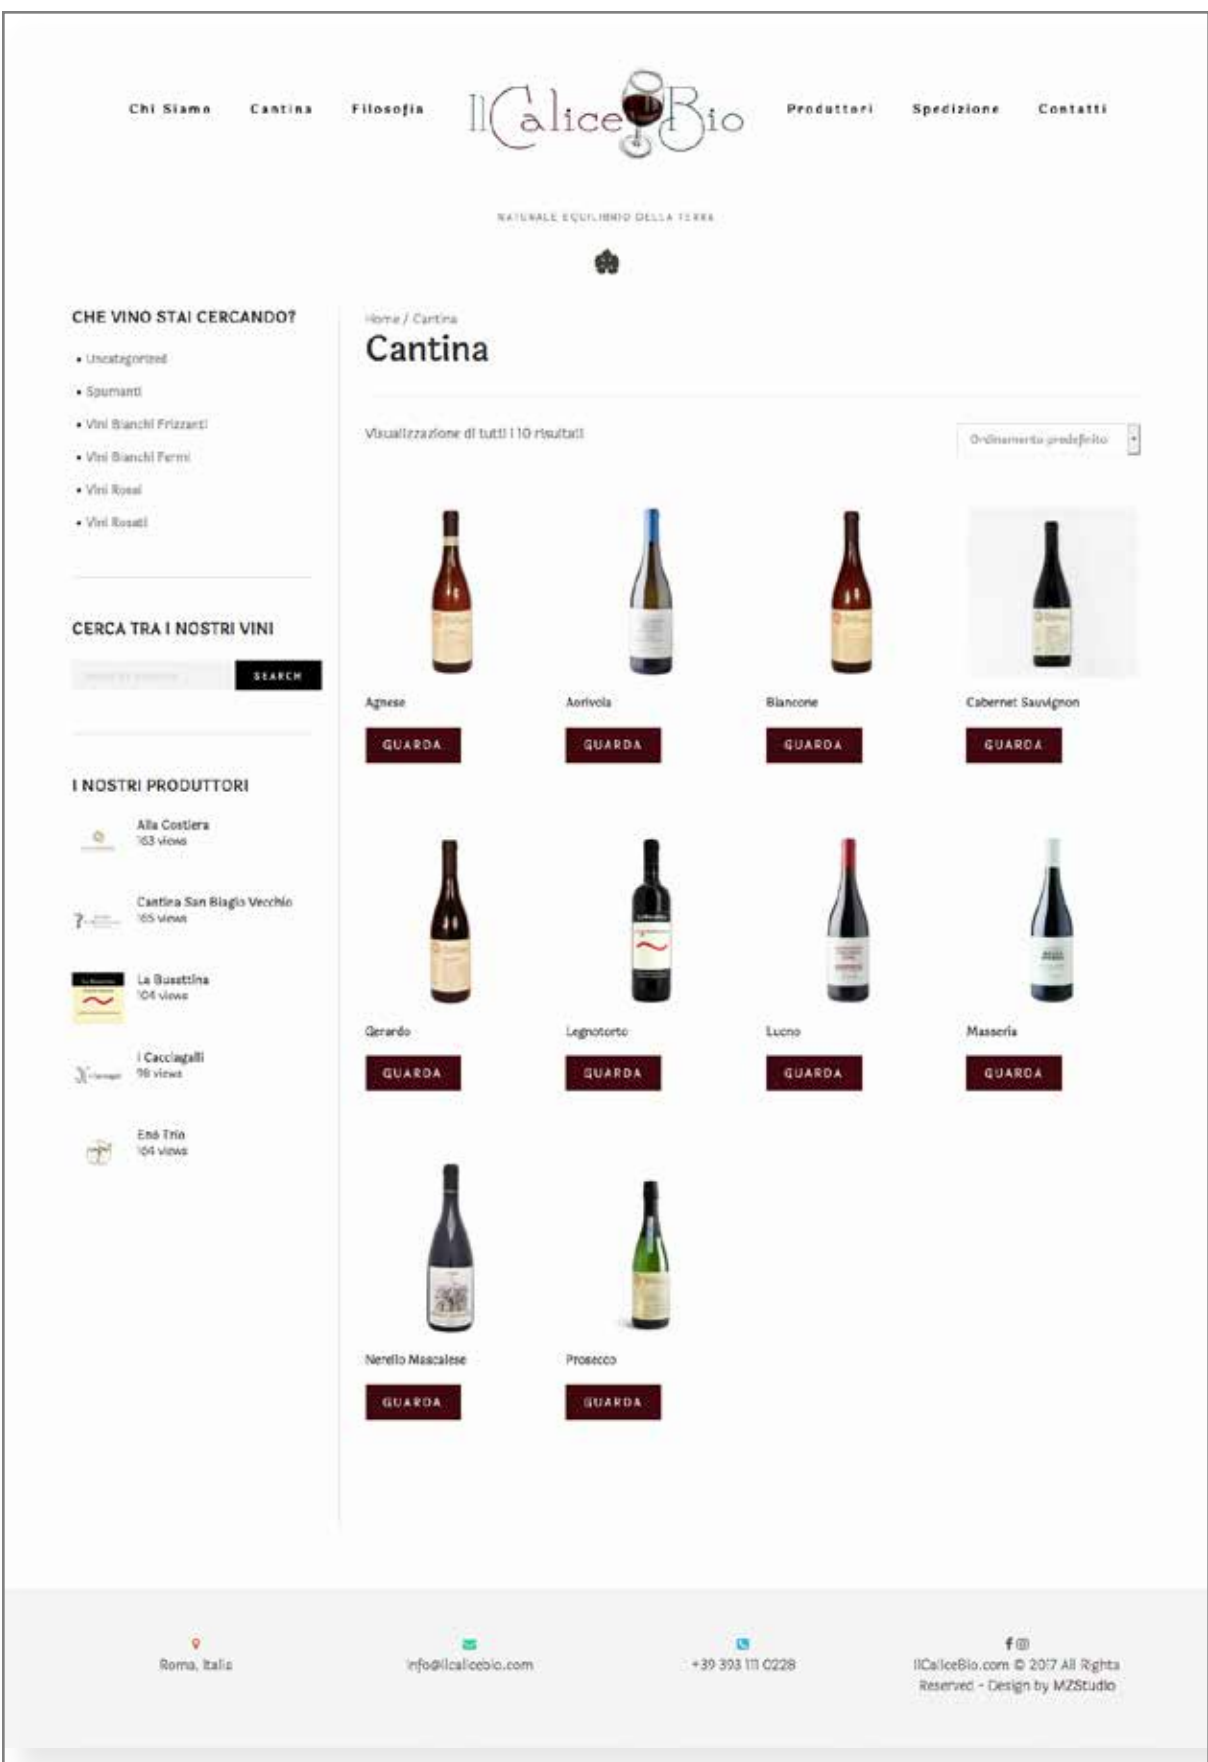 Chi Siamo
Cantina
Filosofia
IlCaliceBio
Produttori
Spedizione
Contatti
NATURALE EQUILIBRIO DELLA TERRA
CHE VINO STAI CERCANDO?
• Uncategorized
• Spumanti
• Vini Bianchi Frizzanti
• Vini Bianchi Fermi
• Vini Rossi
• Vini Rosati
CERCA TRA I NOSTRI VINI
SEARCH
I NOSTRI PRODUTTORI
Alla Costiera
163 views
Cantina San Biagio Vecchio
165 views
La Busattina
104 views
I Cacciagalli
98 views
Enò Trio
164 views
Home / Cantina
Cantina
Visualizzazione di tutti i 10 risultati
Ordinamento predefinito
Agnese
Aorivola
Biancone
Cabernet Sauvignon
GUARDA
GUARDA
GUARDA
GUARDA
Gerardo
Legnotorto
Lucno
Masseria
GUARDA
GUARDA
GUARDA
GUARDA
Nerello Mascalese
Prosecco
GUARDA
GUARDA
Roma, Italia
info@ilcalicebio.com
+39 393 111 0228
IlCaliceBio.com © 2017 All Rights
Reserved - Design by MZStudio